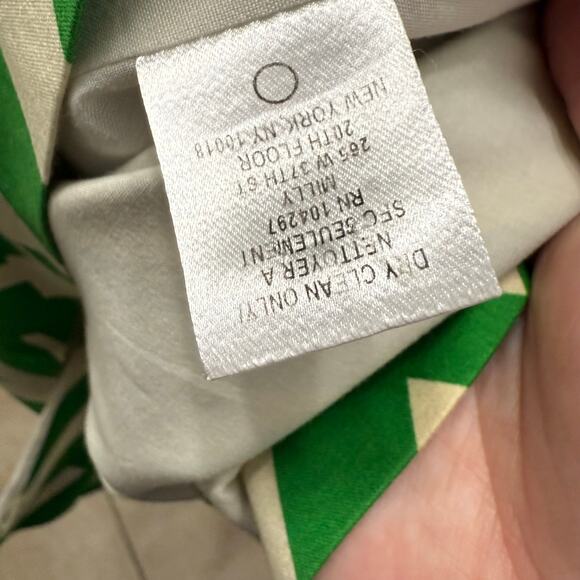 DRY CLEAN ONLY/
NETTOYER A
SEC SEULEMENT
RN 104297
MILLY
265 W 37TH ST
20TH FLOOR
NEW YORK, NY 10018